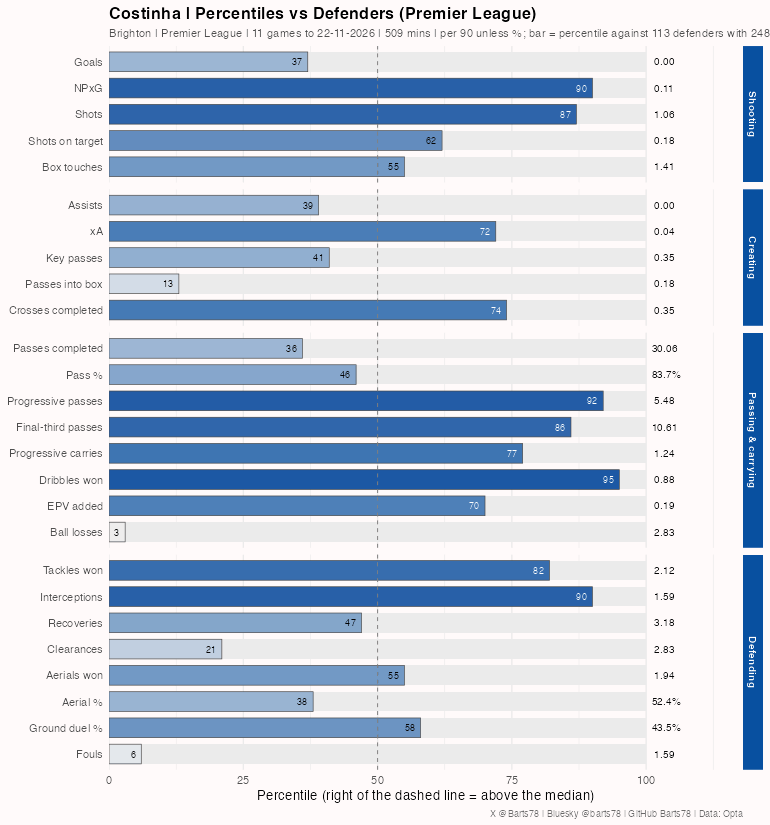 Costinha | Percentiles vs Defenders (Premier League)
Brighton | Premier League | 11 games to 22-11-2026 | 509 mins | per 90 unless %; bar = percentile against 113 defenders with 248
Goals 37 0.00
NPxG 90 0.11
Shots 87 1.06
Shots on target 62 0.18
Box touches 55 1.41
Shooting
Assists 39 0.00
xA 72 0.04
Key passes 41 0.35
Passes into box 13 0.18
Crosses completed 74 0.35
Creating
Passes completed 36 30.06
Pass % 46 83.7%
Progressive passes 92 5.48
Final-third passes 86 10.61
Progressive carries 77 1.24
Dribbles won 95 0.88
EPV added 70 0.19
Ball losses 3 2.83
Passing & carrying
Tackles won 82 2.12
Interceptions 90 1.59
Recoveries 47 3.18
Clearances 21 2.83
Aerials won 55 1.94
Aerial % 38 52.4%
Ground duel % 58 43.5%
Fouls 6 1.59
Defending
0 25 50 75 100
Percentile (right of the dashed line = above the median)
X @Barts78 | Bluesky @barts78 | GitHub Barts78 | Data: Opta